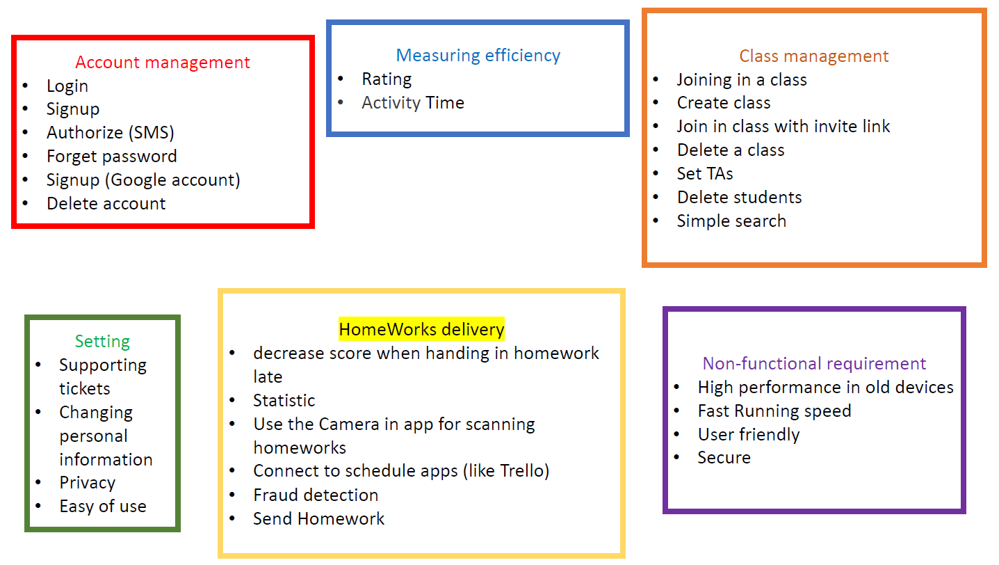 Account management
• Login
• Signup
• Authorize (SMS)
• Forget password
• Signup (Google account)
• Delete account
Measuring efficiency
• Rating
• Activity Time
Class management
• Joining in a class
• Create class
• Join in class with invite link
• Delete a class
• Set TAs
• Delete students
• Simple search
Setting
• Supporting
tickets
• Changing
personal
information
• Privacy
• Easy of use
HomeWorks delivery
• decrease score when handing in homework
late
• Statistic
• Use the Camera in app for scanning
homeworks
• Connect to schedule apps (like Trello)
• Fraud detection
• Send Homework
Non-functional requirement
• High performance in old devices
• Fast Running speed
• User friendly
• Secure